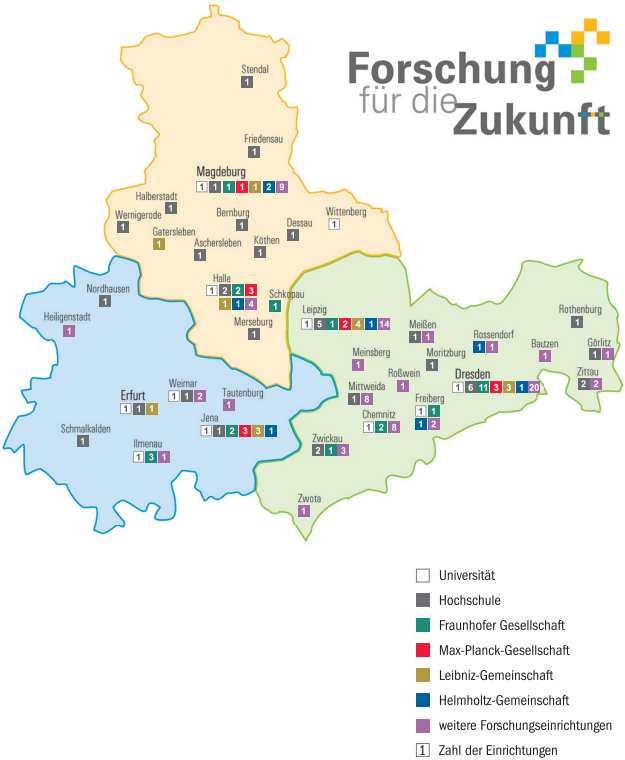 Forschung
für die
Zukunft
Stendal
1
Friedensau
1
Magdeburg
1 1 1 1 1 2 9
Halberstadt
1
Wernigerode
1
Gatersleben
1
Bernburg
1
Aschersleben
1
Köthen
1
Dessau
1
Wittenberg
1
Halle
1 2 2 3
1 1 4
Schkopau
1
Merseburg
1
Nordhausen
1
Heiligenstadt
1
Erfurt
1 1 1
Weimar
1 1 2
Tautenburg
1
Jena
1 1 2 3 3 1
Schmalkalden
1
Ilmenau
1 3 1
Leipzig
1 5 1 2 4 1 14
Meißen
1 1
Meinsberg
1
Moritzburg
1
Rossendorf
1 1
Rothenburg
1
Bautzen
1
Görlitz
1 1
Zittau
2 2
Roßwein
1
Dresden
1 6 11 3 3 1 20
Mittweida
1 8
Freiberg
1 1
1 2
Chemnitz
1 2 8
Zwickau
2 1 3
Zwota
1
Universität
Hochschule
Fraunhofer Gesellschaft
Max-Planck-Gesellschaft
Leibniz-Gemeinschaft
Helmholtz-Gemeinschaft
weitere Forschungseinrichtungen
1 Zahl der Einrichtungen